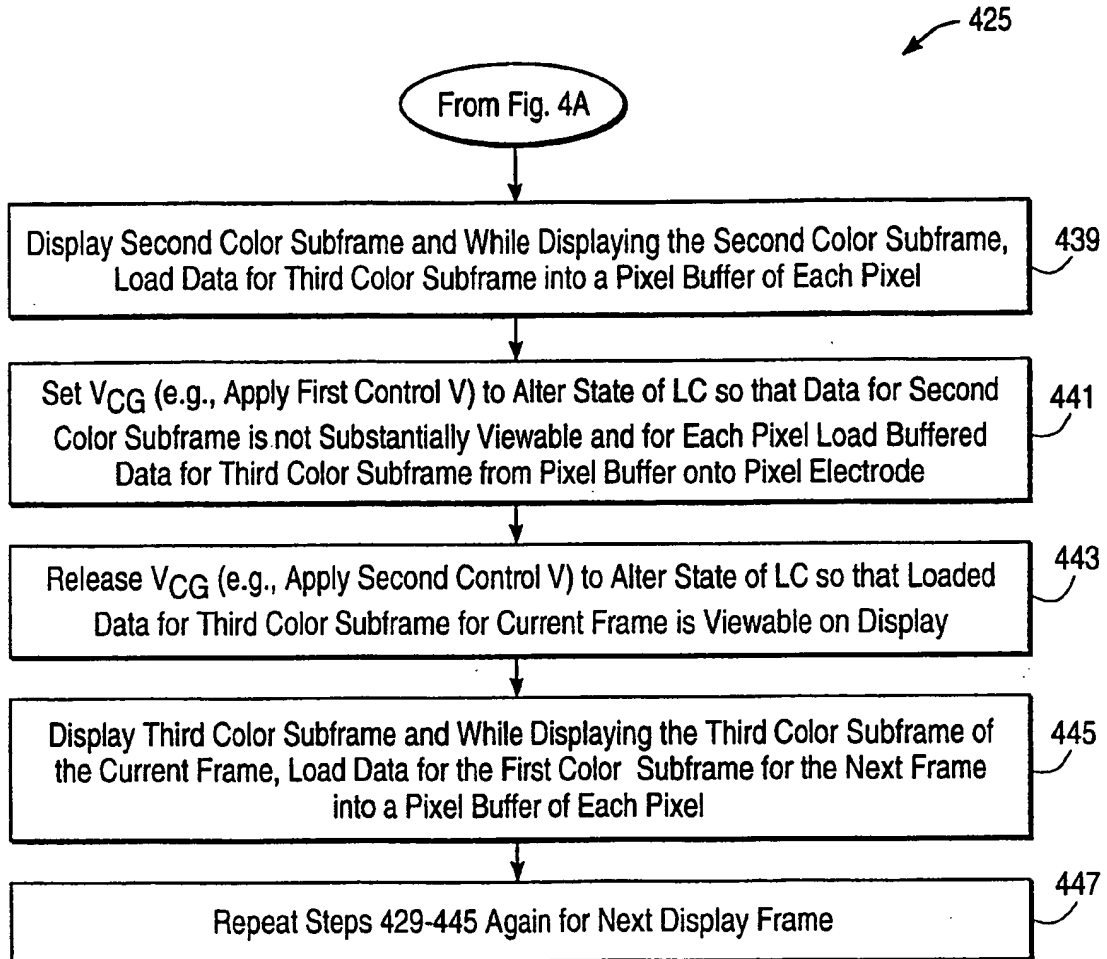 425
From Fig. 4A
Display Second Color Subframe and While Displaying the Second Color Subframe,
Load Data for Third Color Subframe into a Pixel Buffer of Each Pixel
439
Set VCG (e.g., Apply First Control V) to Alter State of LC so that Data for Second
Color Subframe is not Substantially Viewable and for Each Pixel Load Buffered
Data for Third Color Subframe from Pixel Buffer onto Pixel Electrode
441
Release VCG (e.g., Apply Second Control V) to Alter State of LC so that Loaded
Data for Third Color Subframe for Current Frame is Viewable on Display
443
Display Third Color Subframe and While Displaying the Third Color Subframe of
the Current Frame, Load Data for the First Color Subframe for the Next Frame
into a Pixel Buffer of Each Pixel
445
Repeat Steps 429-445 Again for Next Display Frame
447